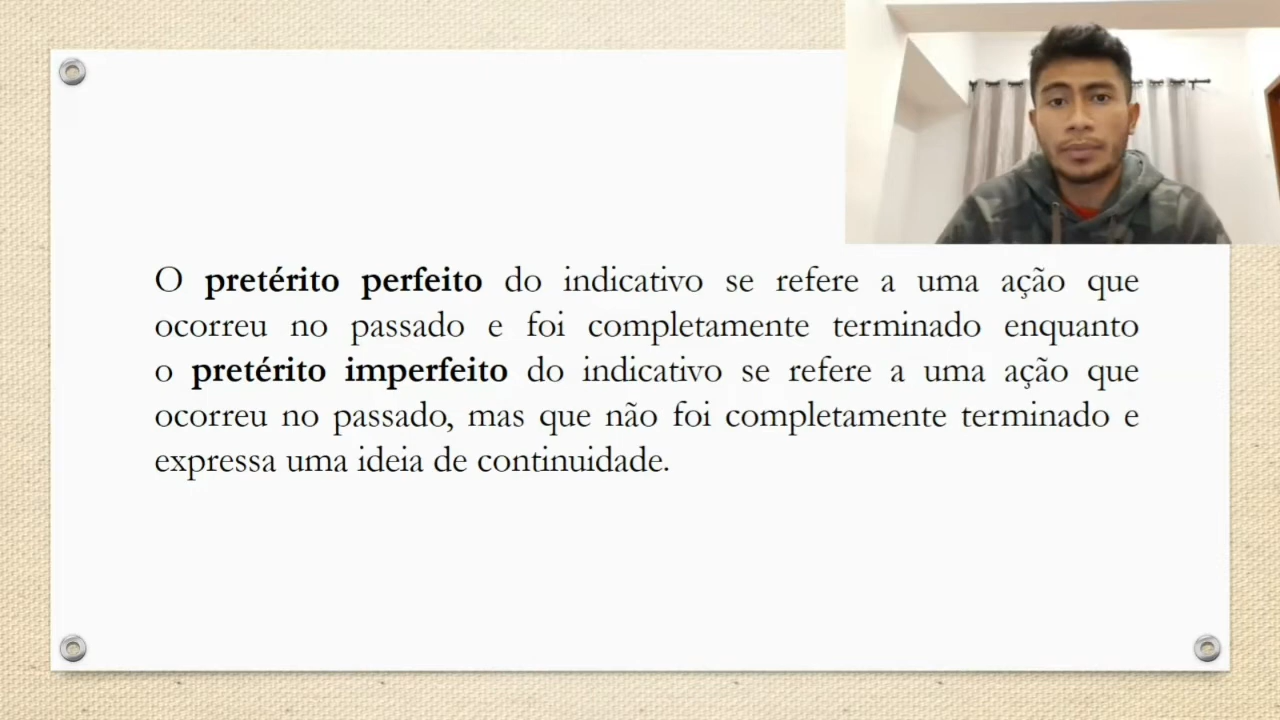 O pretérito perfeito do indicativo se refere a uma ação que
ocorreu no passado e foi completamente terminado enquanto
o pretérito imperfeito do indicativo se refere a uma ação que
ocorreu no passado, mas que não foi completamente terminado e
expressa uma ideia de continuidade.